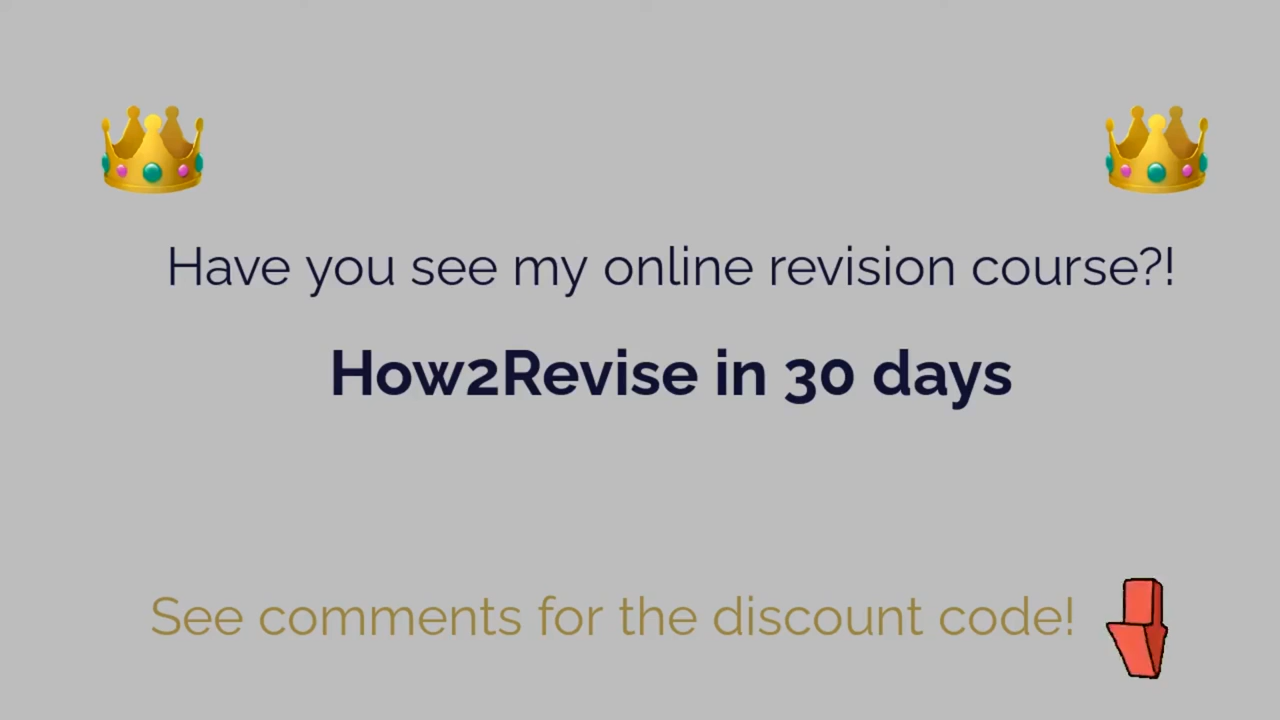 Have you see my online revision course?!
How2Revise in 30 days
See comments for the discount code!